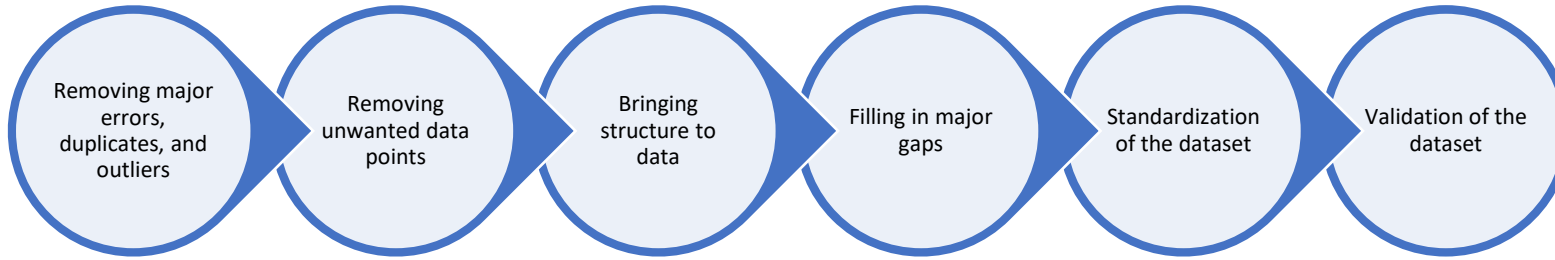 Removing major
errors,
duplicates, and
outliers
Removing
unwanted data
points
Bringing
structure to
data
Filling in major
gaps
Standardization
of the dataset
Validation of the
dataset